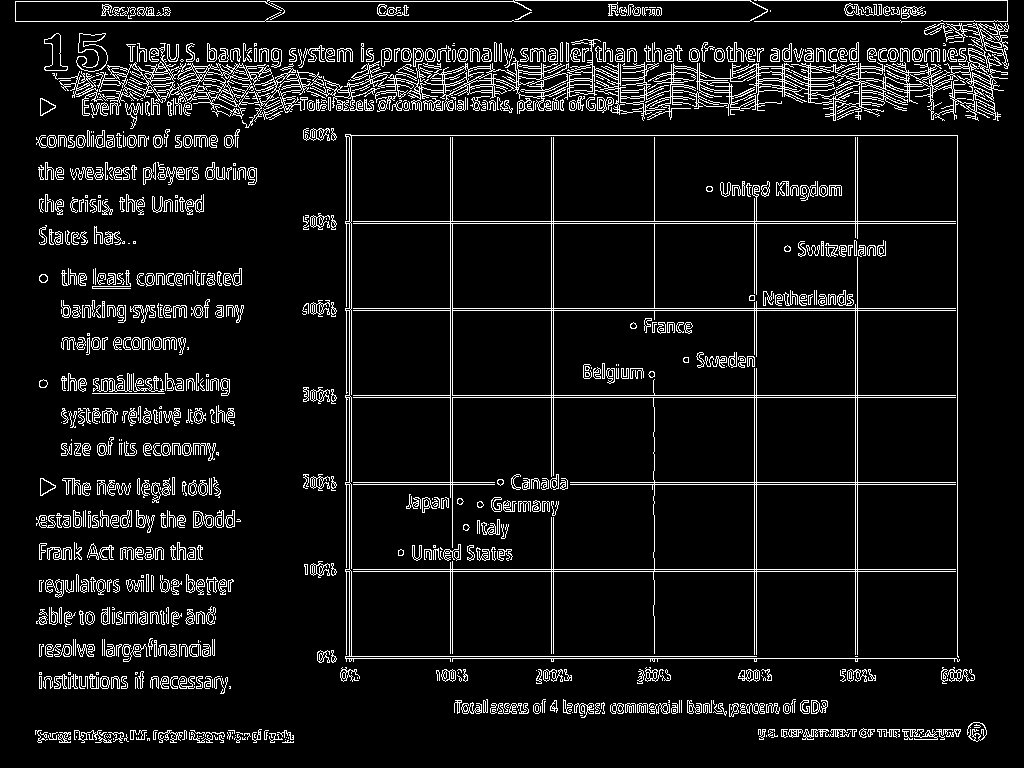 Response Cost Reform Challenges
15 The U.S. banking system is proportionally smaller than that of other advanced economies.
Even with the
consolidation of some of
the weakest players during
the crisis, the United
States has...
the least concentrated
banking system of any
major economy.
the smallest banking
system relative to the
size of its economy.
The new legal tools
established by the Dodd-
Frank Act mean that
regulators will be better
able to dismantle and
resolve large financial
institutions if necessary.
Total assets of commercial banks, percent of GDP
600%
500%
400%
300%
200%
100%
0%
United Kingdom
Switzerland
Netherlands
France
Sweden
Belgium
Canada
Japan
Germany
Italy
United States
0% 100% 200% 300% 400% 500% 600%
Total assets of 4 largest commercial banks, percent of GDP
Source: BankScope, IMF, Federal Reserve Flow of Funds.
U.S. DEPARTMENT OF THE TREASURY